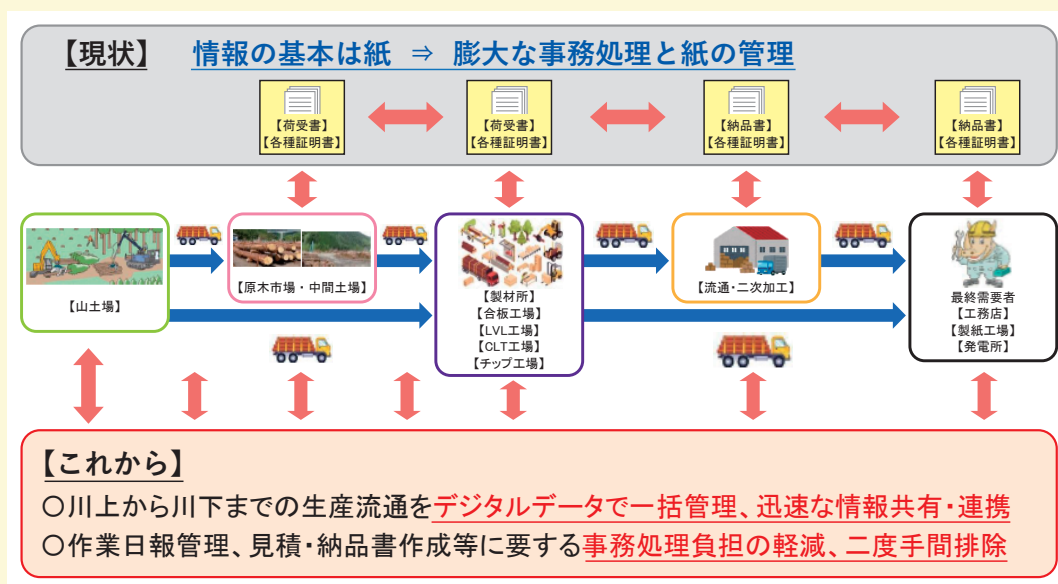 【現状】 情報の基本は紙 ⇒ 膨大な事務処理と紙の管理
【荷受書】
【各種証明書】
【荷受書】
【各種証明書】
【納品書】
【各種証明書】
【納品書】
【各種証明書】
【山土場】
【原木市場・中間土場】
【製材所】
【合板工場】
【LVL工場】
【CLT工場】
【チップ工場】
【流通・二次加工】
最終需要者
【工務店】
【製紙工場】
【発電所】
【これから】
〇川上から川下までの生産流通をデジタルデータで一括管理、迅速な情報共有・連携
〇作業日報管理、見積・納品書作成等に要する事務処理負担の軽減、二度手間排除